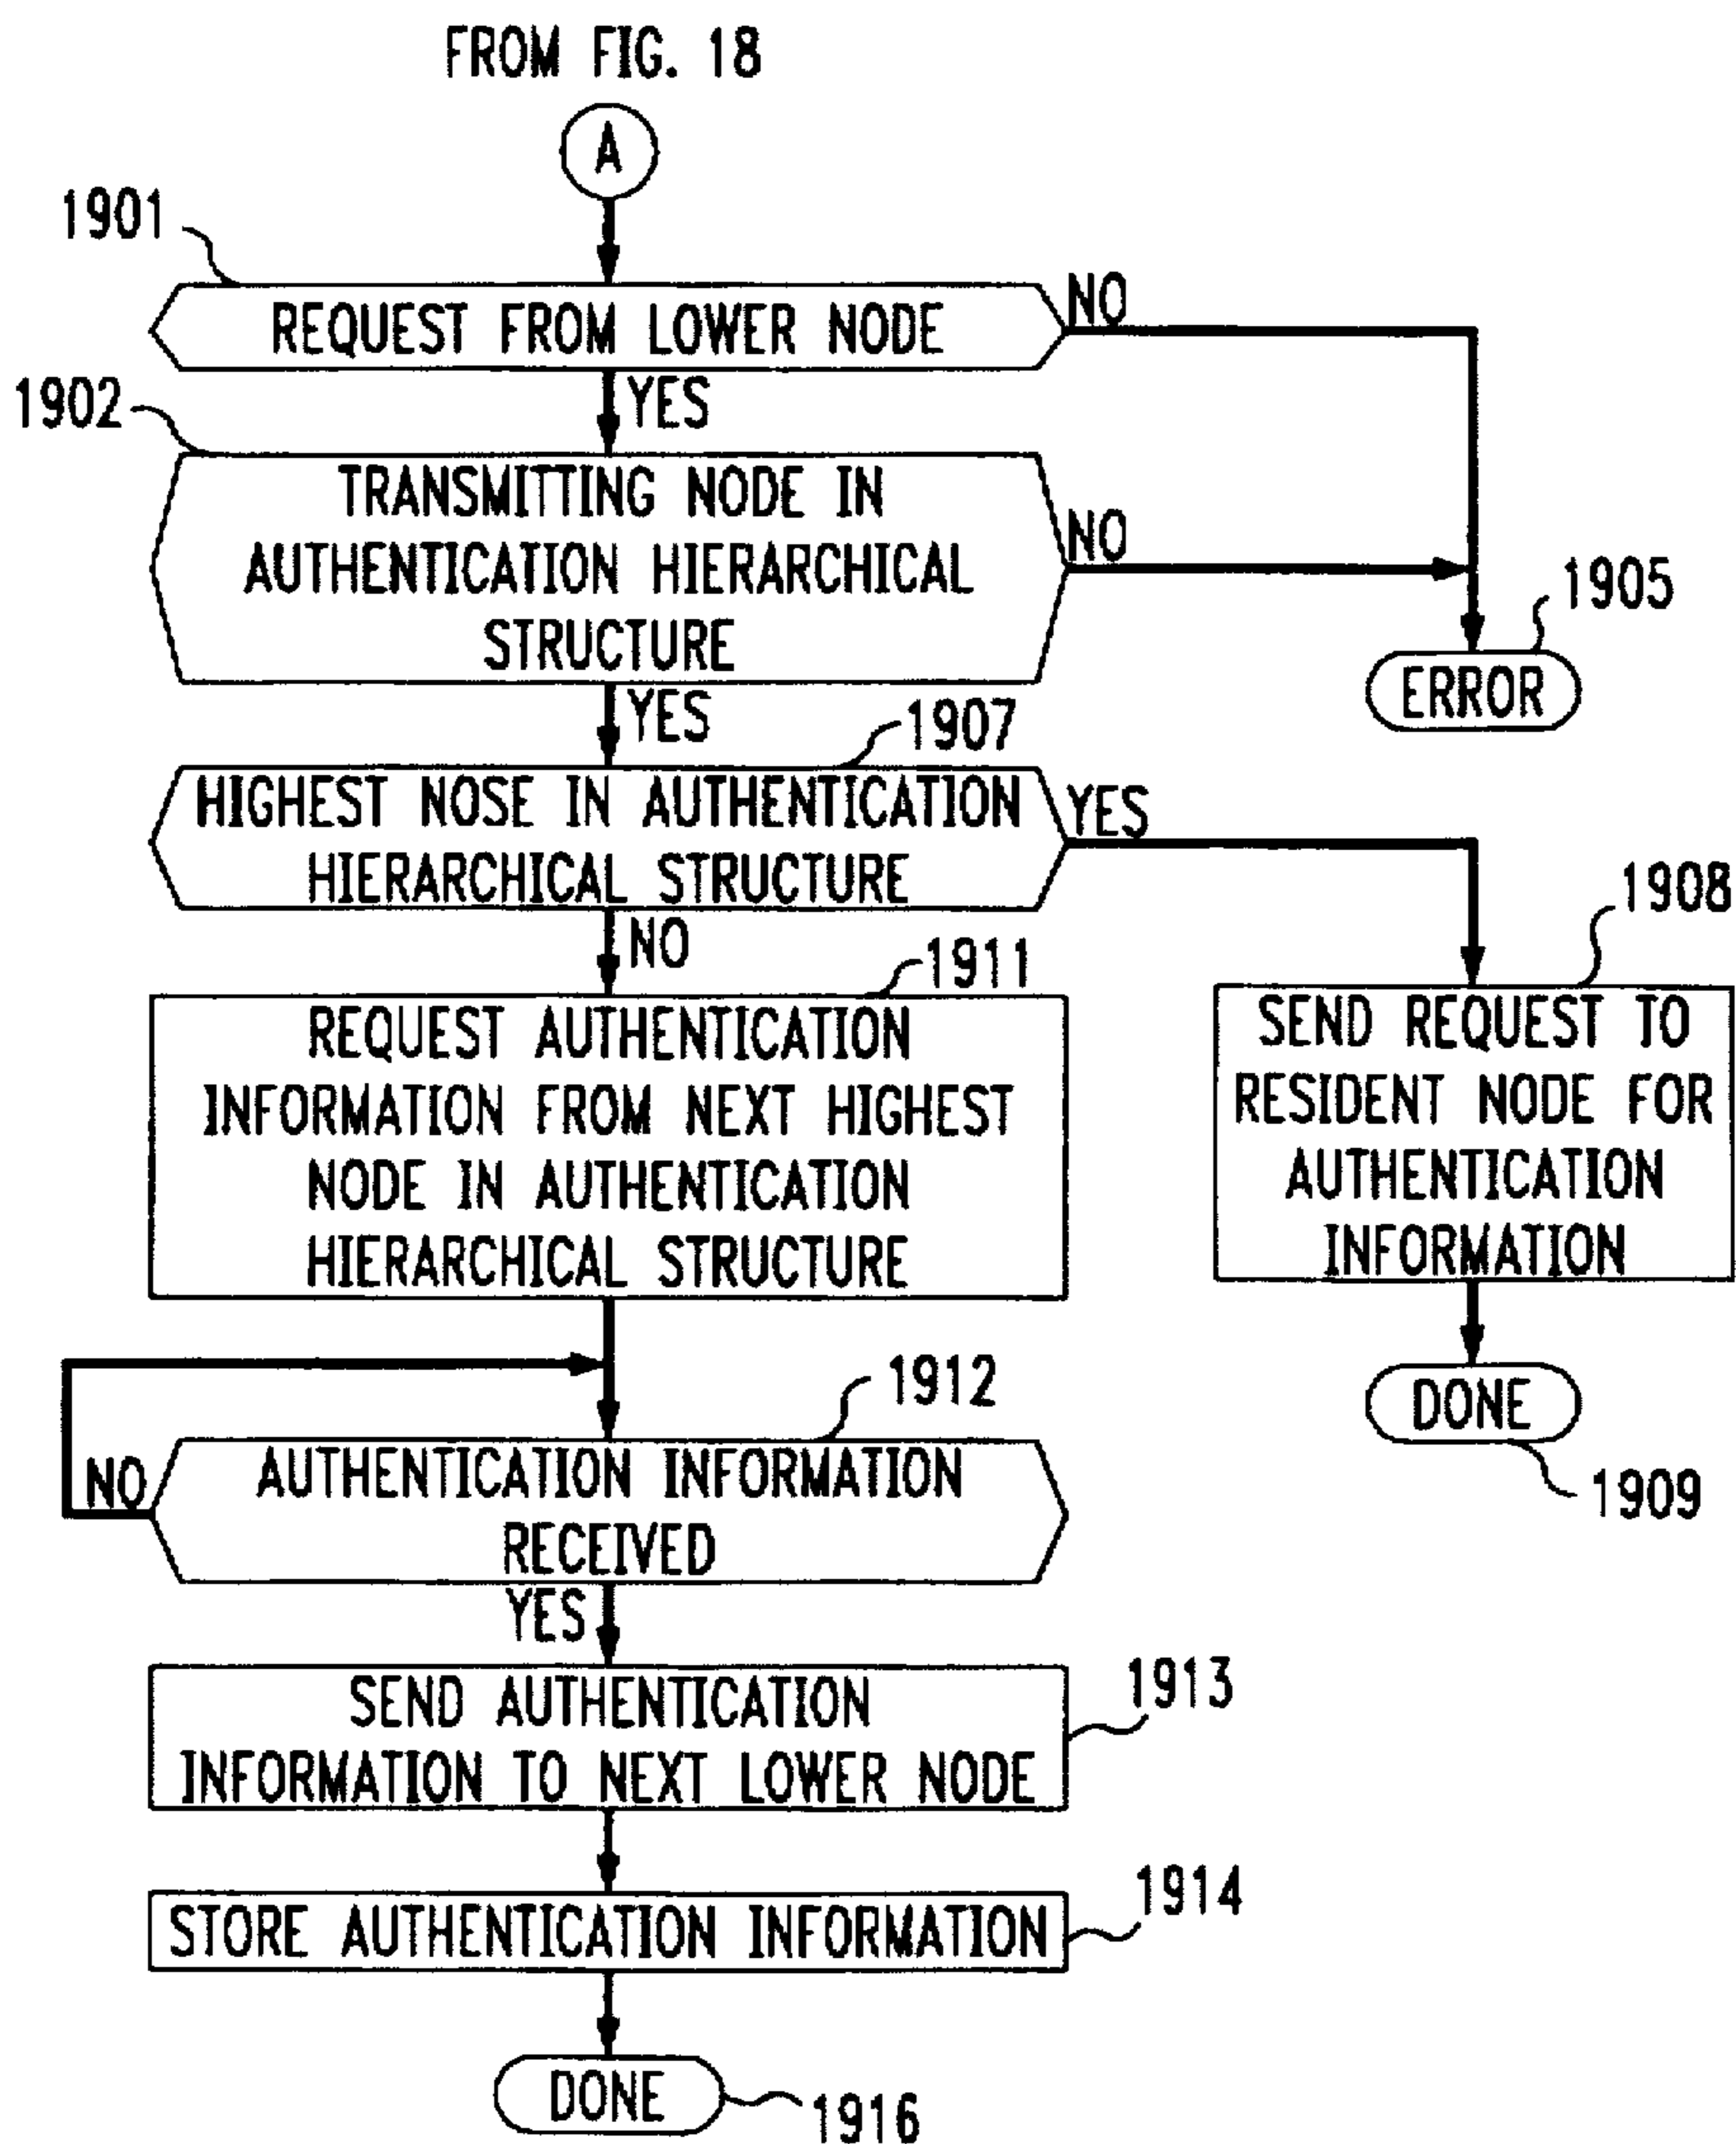 FROM FIG. 18
A
1901
REQUEST FROM LOWER NODE
NO
YES
1902
TRANSMITTING NODE IN
AUTHENTICATION HIERARCHICAL
STRUCTURE
NO
1905
ERROR
YES
1907
HIGHEST NOSE IN AUTHENTICATION
HIERARCHICAL STRUCTURE
YES
1908
SEND REQUEST TO
RESIDENT NODE FOR
AUTHENTICATION
INFORMATION
DONE
1909
NO
1911
REQUEST AUTHENTICATION
INFORMATION FROM NEXT HIGHEST
NODE IN AUTHENTICATION
HIERARCHICAL STRUCTURE
1912
AUTHENTICATION INFORMATION
RECEIVED
NO
YES
1913
SEND AUTHENTICATION
INFORMATION TO NEXT LOWER NODE
1914
STORE AUTHENTICATION INFORMATION
DONE
1916